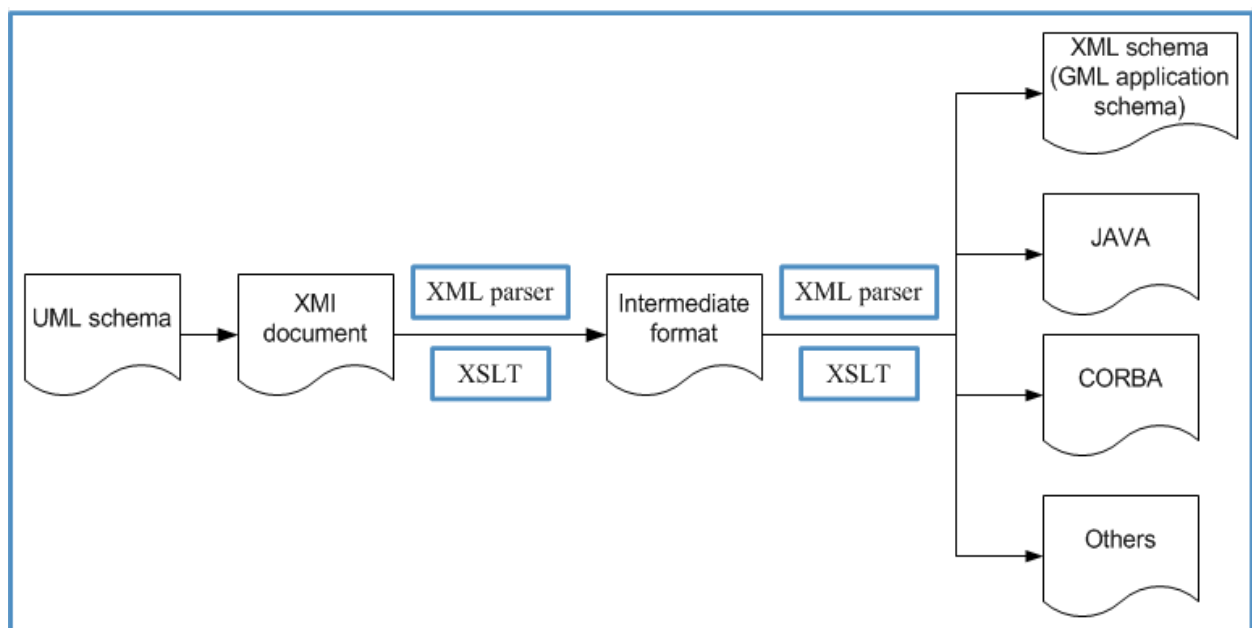 UML schema
XMI
document
XML parser
XSLT
Intermediate
format
XML parser
XSLT
XML schema
(GML application
schema)
JAVA
CORBA
Others